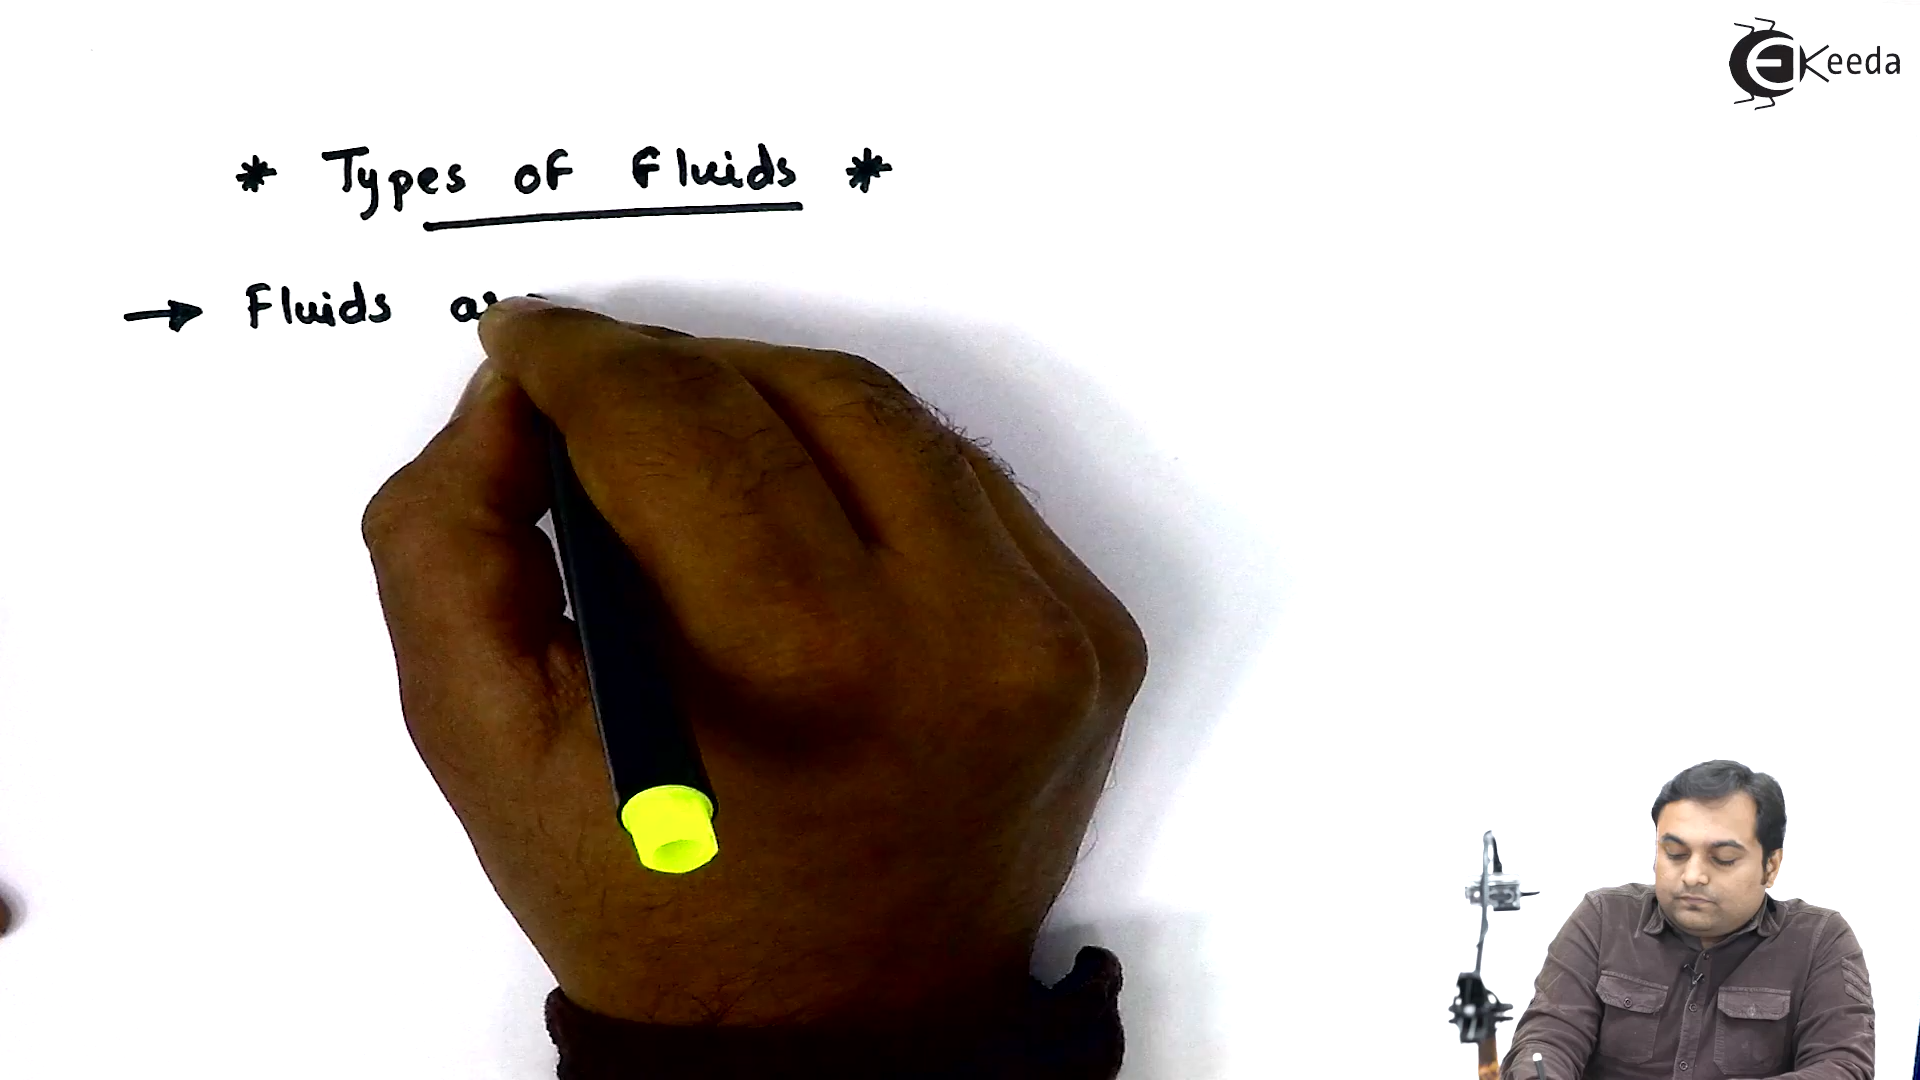 EKeeda
* Types of Fluids *
→ Fluids